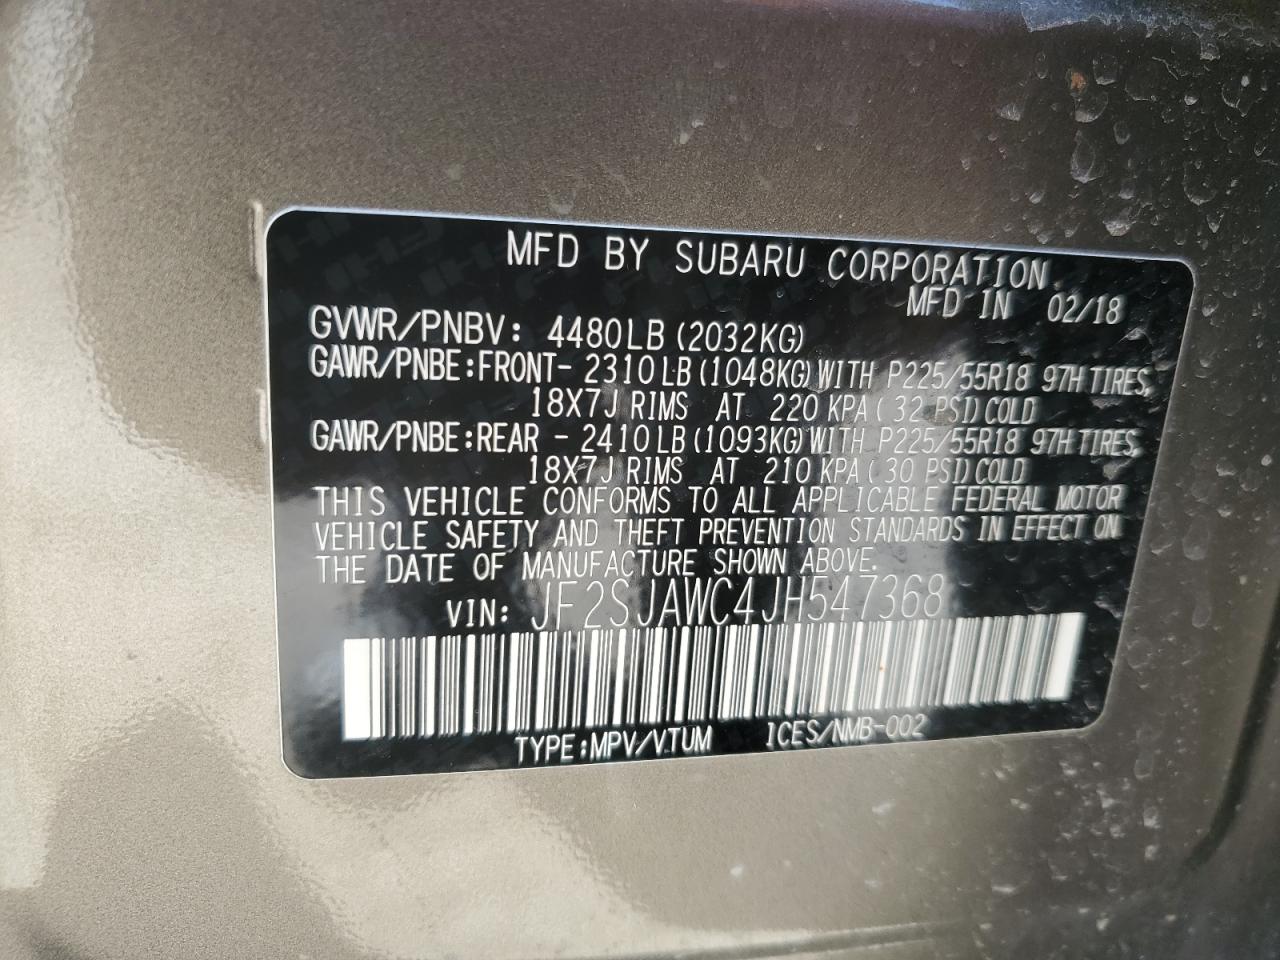 MFD BY SUBARU CORPORATION
MFD IN 02/18
GVWR/PNBV: 4480LB (2032KG)
GAWR/PNBE:FRONT- 2310 LB (1048KG) WITH P225/55R18 97H TIRES,
18X7J RIMS AT 220 KPA ( 32 PSI) COLD
GAWR/PNBE:REAR - 2410 LB (1093KG) WITH P225/55R18 97H TIRES,
18X7J RIMS AT 210 KPA ( 30 PSI) COLD
THIS VEHICLE CONFORMS TO ALL APPLICABLE FEDERAL MOTOR
VEHICLE SAFETY AND THEFT PREVENTION STANDARDS IN EFFECT ON
THE DATE OF MANUFACTURE SHOWN ABOVE.
VIN: JF2SJAWC4JH547368
TYPE:MPV/VTUM ICES/NMB-002